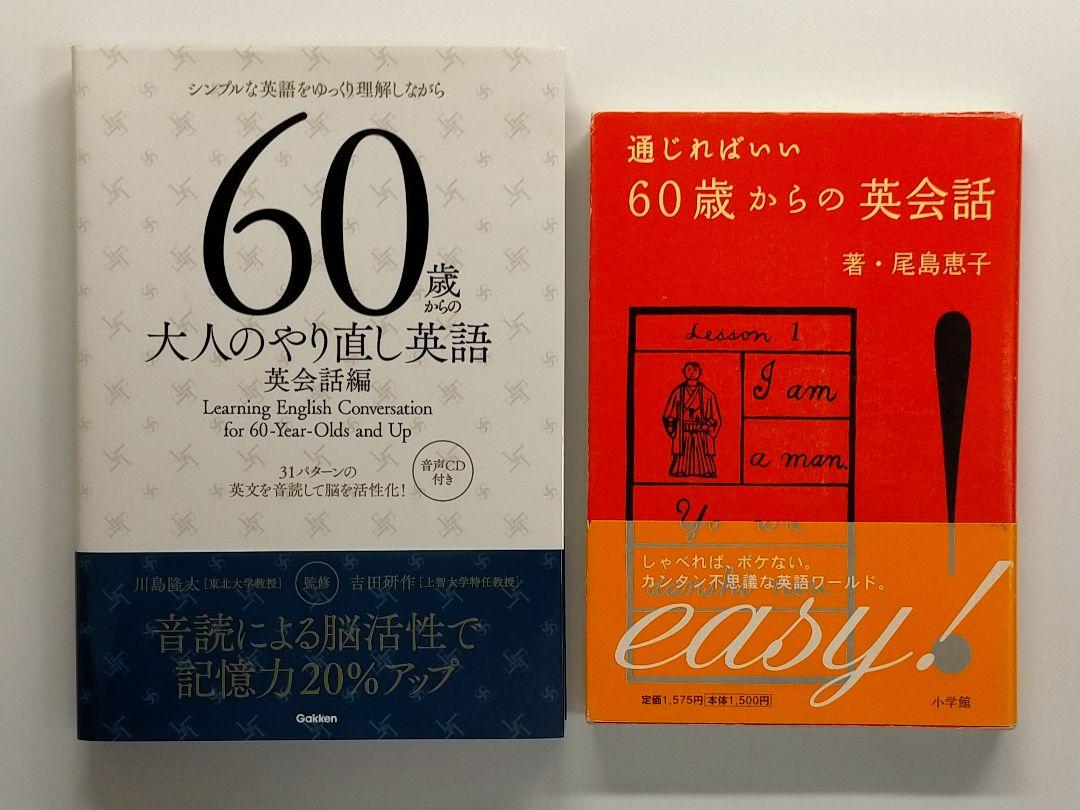 シンプルな英語をゆっくり理解しながら
60歳からの
大人のやり直し英語
英会話編
Learning English Conversation
for 60-Year-Olds and Up
31パターンの
英文を音読して脳を活性化!
音声CD
付き
川島隆太[東北大学教授] 監修 吉田研作[上智大学特任教授]
音読による脳活性で
記憶力20%アップ
Gakken
通じればいい
60歳からの英会話
著・尾島恵子
Lesson 1
I am
a man.
しゃべれば、ボケない。
カンタン不思議な英語ワールド。
easy!
定価1,575円 本体1,500円
小学館